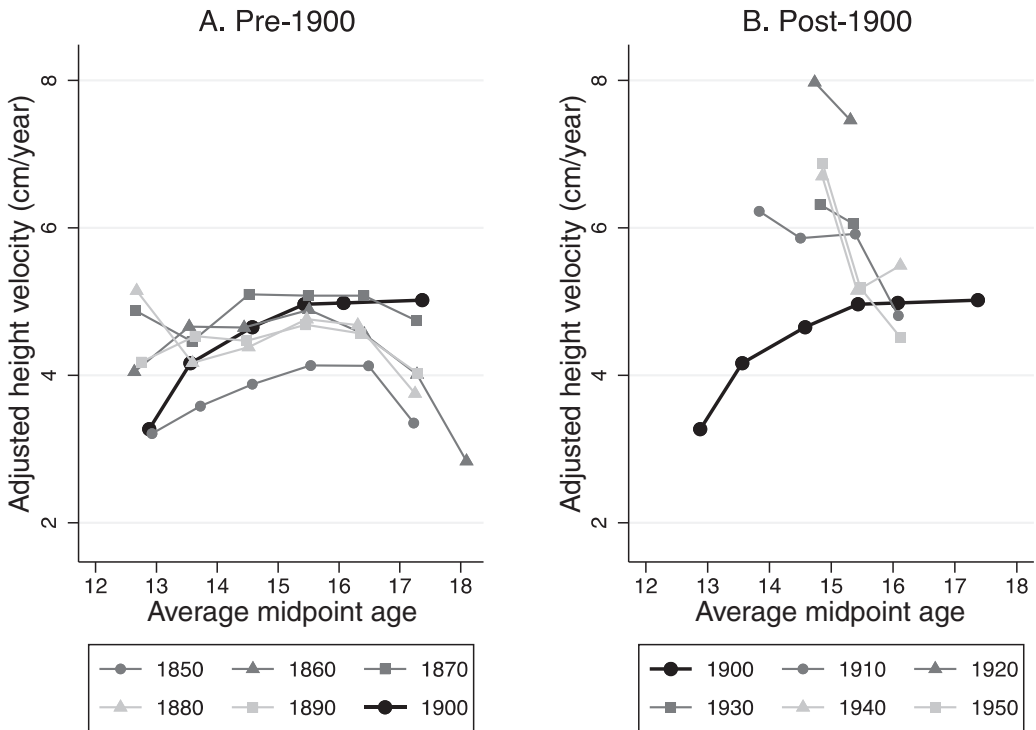 A. Pre-1900
B. Post-1900
Adjusted height velocity (cm/year)
8
6
4
2
12 13 14 15 16 17 18
Average midpoint age
1850 1860 1870
1880 1890 1900
Adjusted height velocity (cm/year)
8
6
4
2
12 13 14 15 16 17 18
Average midpoint age
1900 1910 1920
1930 1940 1950